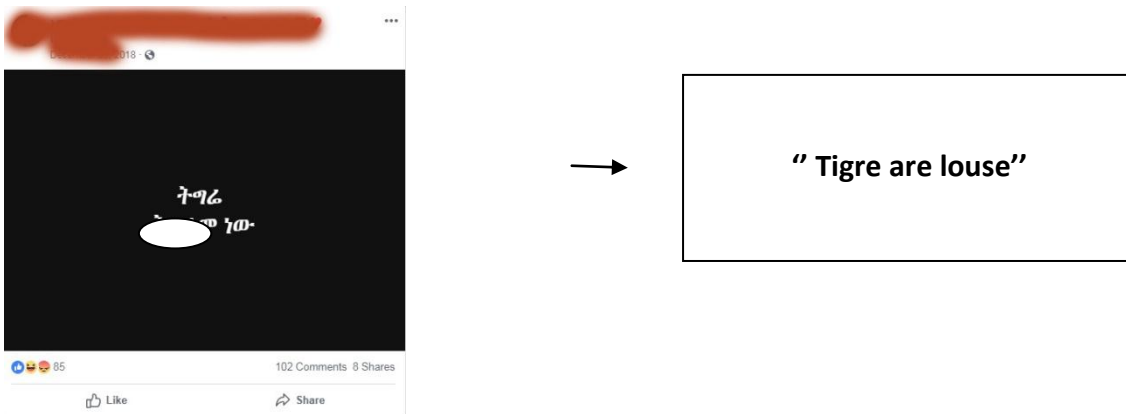 2018
ትግሬ
ነው
85
102 Comments 8 Shares
Like
Share
‘’ Tigre are louse’’